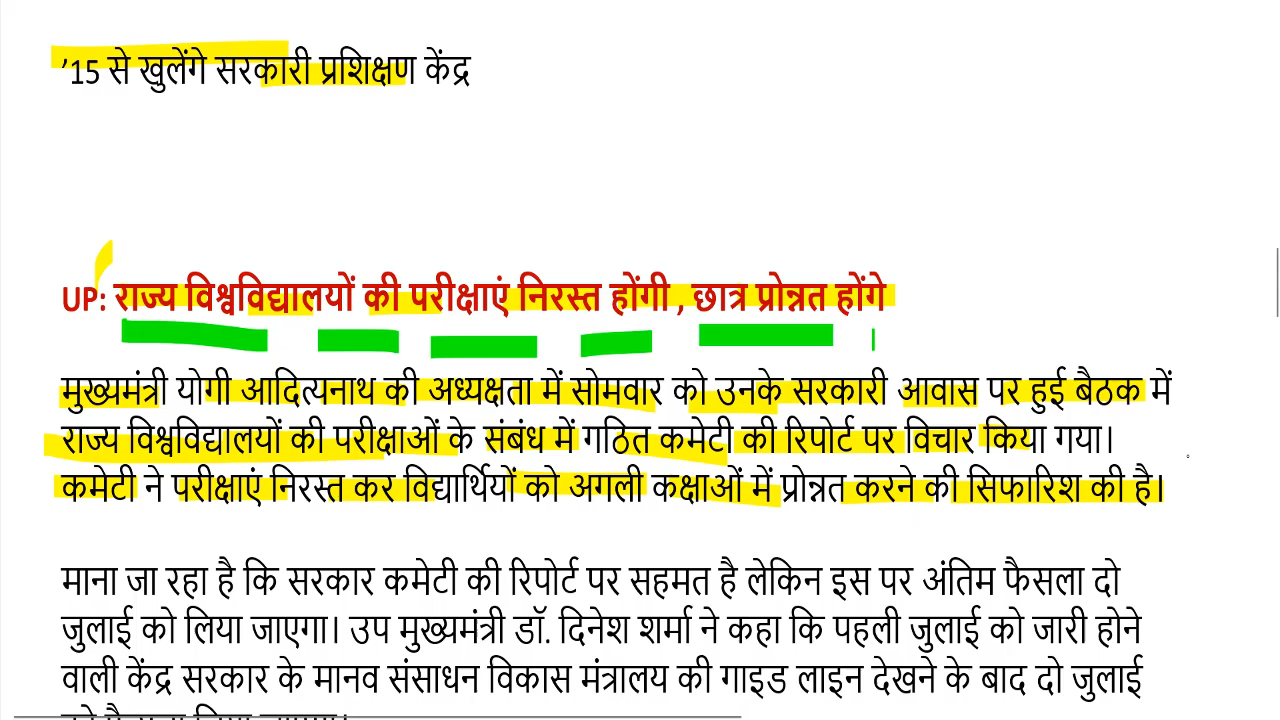 ’15 से खुलेंगे सरकारी प्रशिक्षण केंद्र
UP: राज्य विश्वविद्यालयों की परीक्षाएं निरस्त होंगी , छात्र प्रोन्नत होंगे
मुख्यमंत्री योगी आदित्यनाथ की अध्यक्षता में सोमवार को उनके सरकारी आवास पर हुई बैठक में
राज्य विश्वविद्यालयों की परीक्षाओं के संबंध में गठित कमेटी की रिपोर्ट पर विचार किया गया।
कमेटी ने परीक्षाएं निरस्त कर विद्यार्थियों को अगली कक्षाओं में प्रोन्नत करने की सिफारिश की है।
माना जा रहा है कि सरकार कमेटी की रिपोर्ट पर सहमत है लेकिन इस पर अंतिम फैसला दो
जुलाई को लिया जाएगा। उप मुख्यमंत्री डॉ. दिनेश शर्मा ने कहा कि पहली जुलाई को जारी होने
वाली केंद्र सरकार के मानव संसाधन विकास मंत्रालय की गाइड लाइन देखने के बाद दो जुलाई